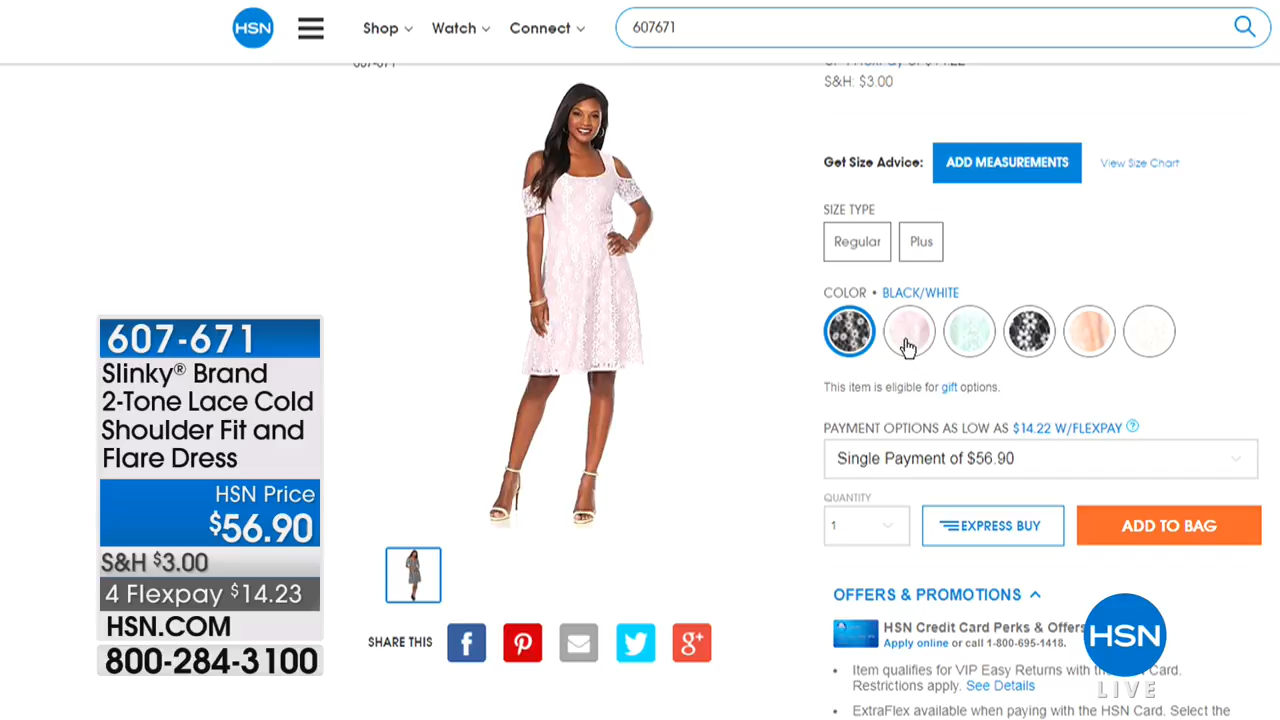 HSN
Shop
Watch
Connect
607671
607-671
S&H: $3.00
Get Size Advice:
ADD MEASUREMENTS
View Size Chart
SIZE TYPE
Regular
Plus
COLOR • BLACK/WHITE
This item is eligible for gift options.
PAYMENT OPTIONS AS LOW AS $14.22 W/FLEXPAY ?
Single Payment of $56.90
QUANTITY
1
EXPRESS BUY
ADD TO BAG
OFFERS & PROMOTIONS
HSN Credit Card Perks & Offers
Apply online or call 1-800-695-1418.
• Item qualifies for VIP Easy Returns with Card.
Restrictions apply. See Details
• ExtraFlex available when paying with the HSN Card. Select the
SHARE THIS
f
g+
607-671
Slinky® Brand
2-Tone Lace Cold
Shoulder Fit and
Flare Dress
HSN Price
$56.90
S&H $3.00
4 Flexpay $14.23
HSN.COM
800-284-3100
HSN
LIVE